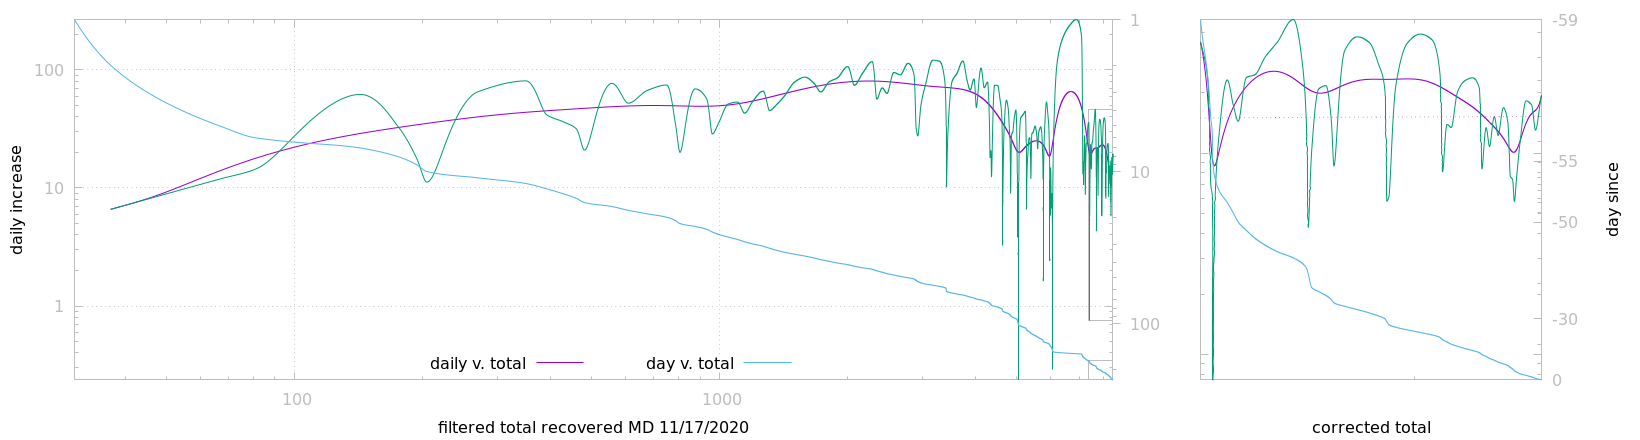 daily increase
100
10
1
100
1000
filtered total recovered MD 11/17/2020
daily v. total
day v. total
1
10
100
-59
-55
-50
-30
0
day since
corrected total